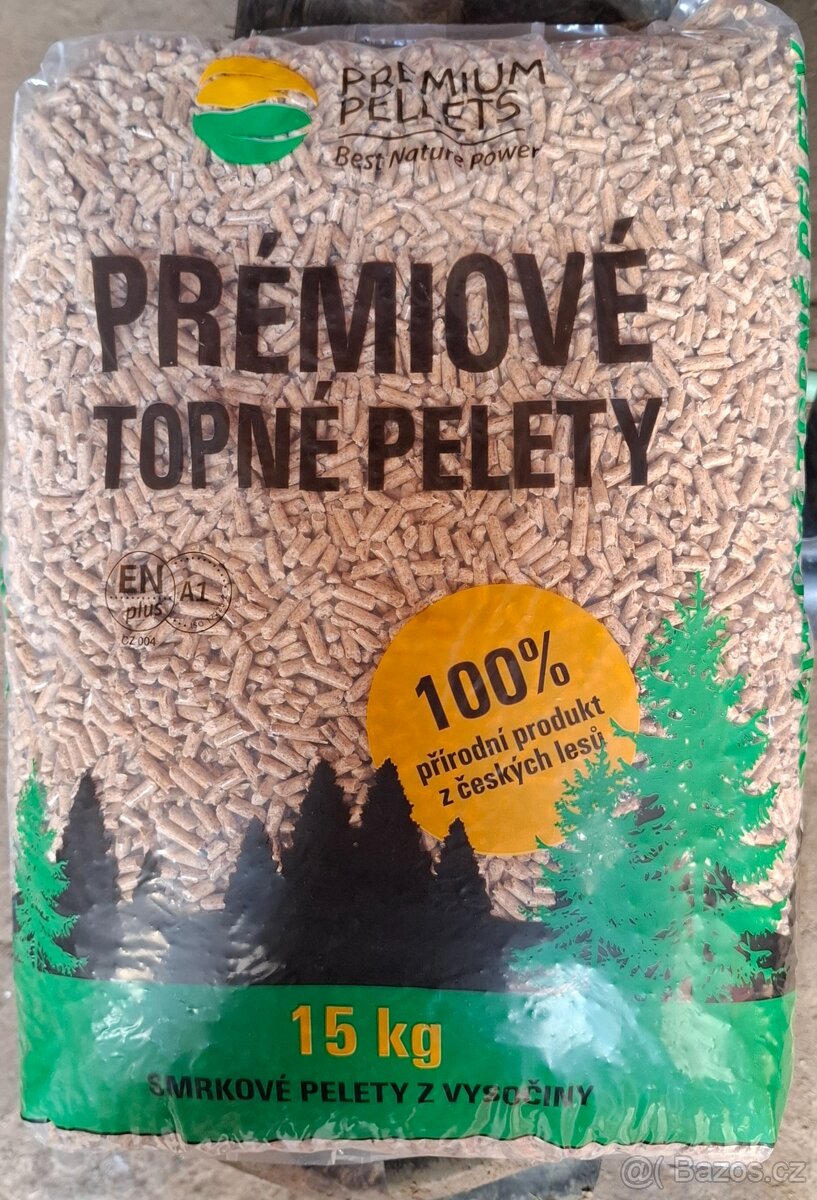 PREMIUM
PELLETS
Best Nature Power
PRÉMIOVÉ
TOPNÉ PELETY
EN
plus
A1
CZ 004
100%
přírodní produkt
z českých lesů
15 kg
SMRKOVÉ PELETY Z VYSOČINY
@( Bazos.cz